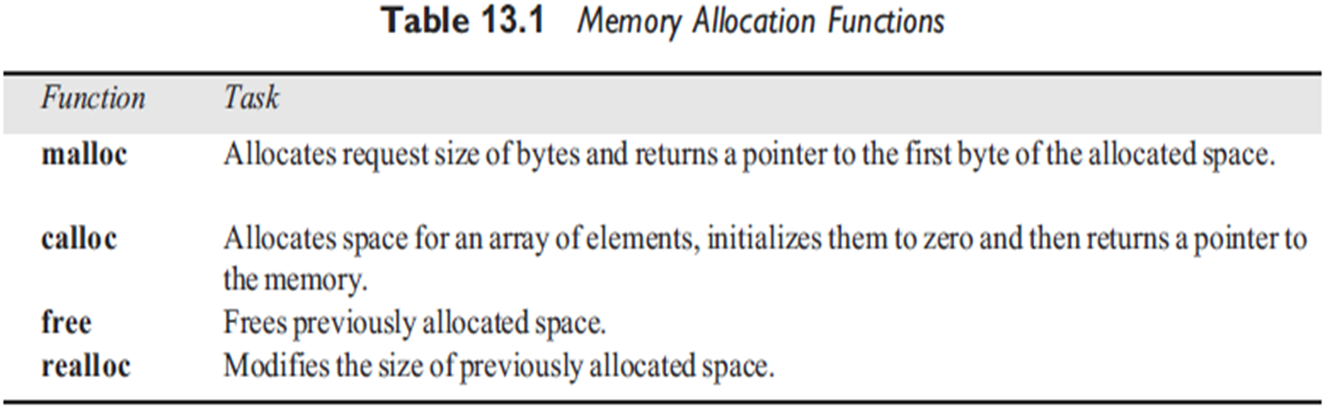 Table 13.1 Memory Allocation Functions
Function Task
malloc Allocates request size of bytes and returns a pointer to the first byte of the allocated space.
calloc Allocates space for an array of elements, initializes them to zero and then returns a pointer to
the memory.
free Frees previously allocated space.
realloc Modifies the size of previously allocated space.